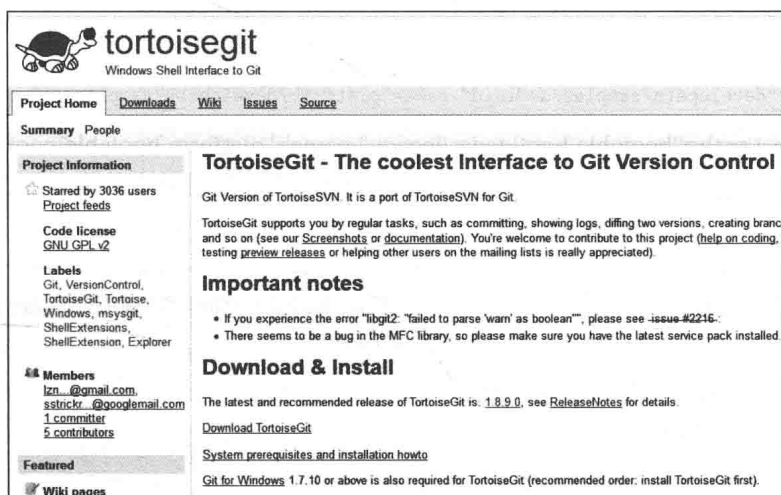 tortoisegit
Windows Shell Interface to Git
Project Home Downloads Wiki Issues Source
Summary People
Project Information
Starred by 3036 users
Project feeds
Code license
GNU GPL v2
Labels
Git, VersionControl,
TortoiseGit, Tortoise,
Windows, msysgit,
ShellExtensions,
ShellExtension, Explorer
Members
lzn...@gmail.com,
sstrickr...@googlemail.com
1 committer
5 contributors
Featured
Wiki pages
TortoiseGit - The coolest Interface to Git Version Control
Git Version of TortoiseSVN. It is a port of TortoiseSVN for Git.
TortoiseGit supports you by regular tasks, such as committing, showing logs, diffing two versions, creating branc
and so on (see our Screenshots or documentation). You're welcome to contribute to this project (help on coding,
testing preview releases or helping other users on the mailing lists is really appreciated).
Important notes
If you experience the error "libgit2: "failed to parse 'warn' as boolean"", please see issue #2216 :
There seems to be a bug in the MFC library, so please make sure you have the latest service pack installed.
Download & Install
The latest and recommended release of TortoiseGit is: 1.8.9.0, see ReleaseNotes for details.
Download TortoiseGit
System prerequisites and installation howto
Git for Windows 1.7.10 or above is also required for TortoiseGit (recommended order: install TortoiseGit first).